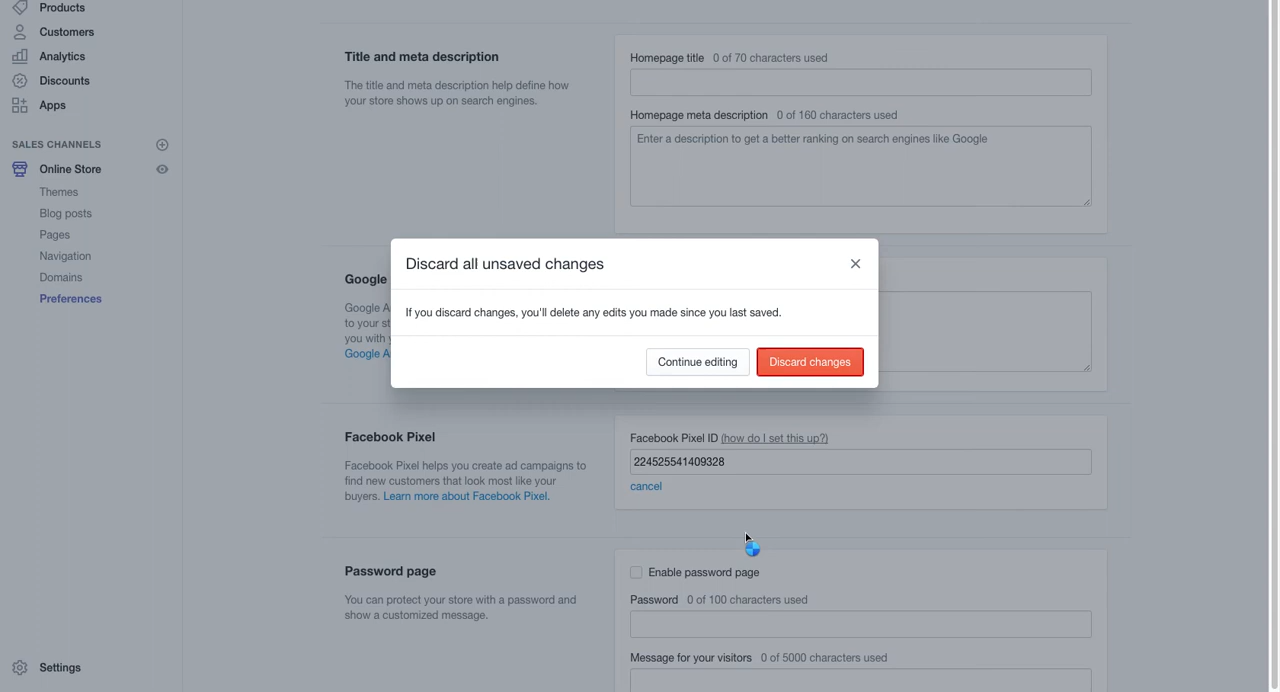 Products
Customers
Analytics
Discounts
Apps
SALES CHANNELS
Online Store
Themes
Blog posts
Pages
Navigation
Domains
Preferences
Settings
Title and meta description
The title and meta description help define how
your store shows up on search engines.
Homepage title 0 of 70 characters used
Homepage meta description 0 of 160 characters used
Enter a description to get a better ranking on search engines like Google
Google
Google A
to your st
you with y
Google A
Discard all unsaved changes
If you discard changes, you'll delete any edits you made since you last saved.
Continue editing
Discard changes
Facebook Pixel
Facebook Pixel helps you create ad campaigns to
find new customers that look most like your
buyers. Learn more about Facebook Pixel.
Facebook Pixel ID (how do I set this up?)
224525541409328
cancel
Password page
You can protect your store with a password and
show a customized message.
Enable password page
Password 0 of 100 characters used
Message for your visitors 0 of 5000 characters used